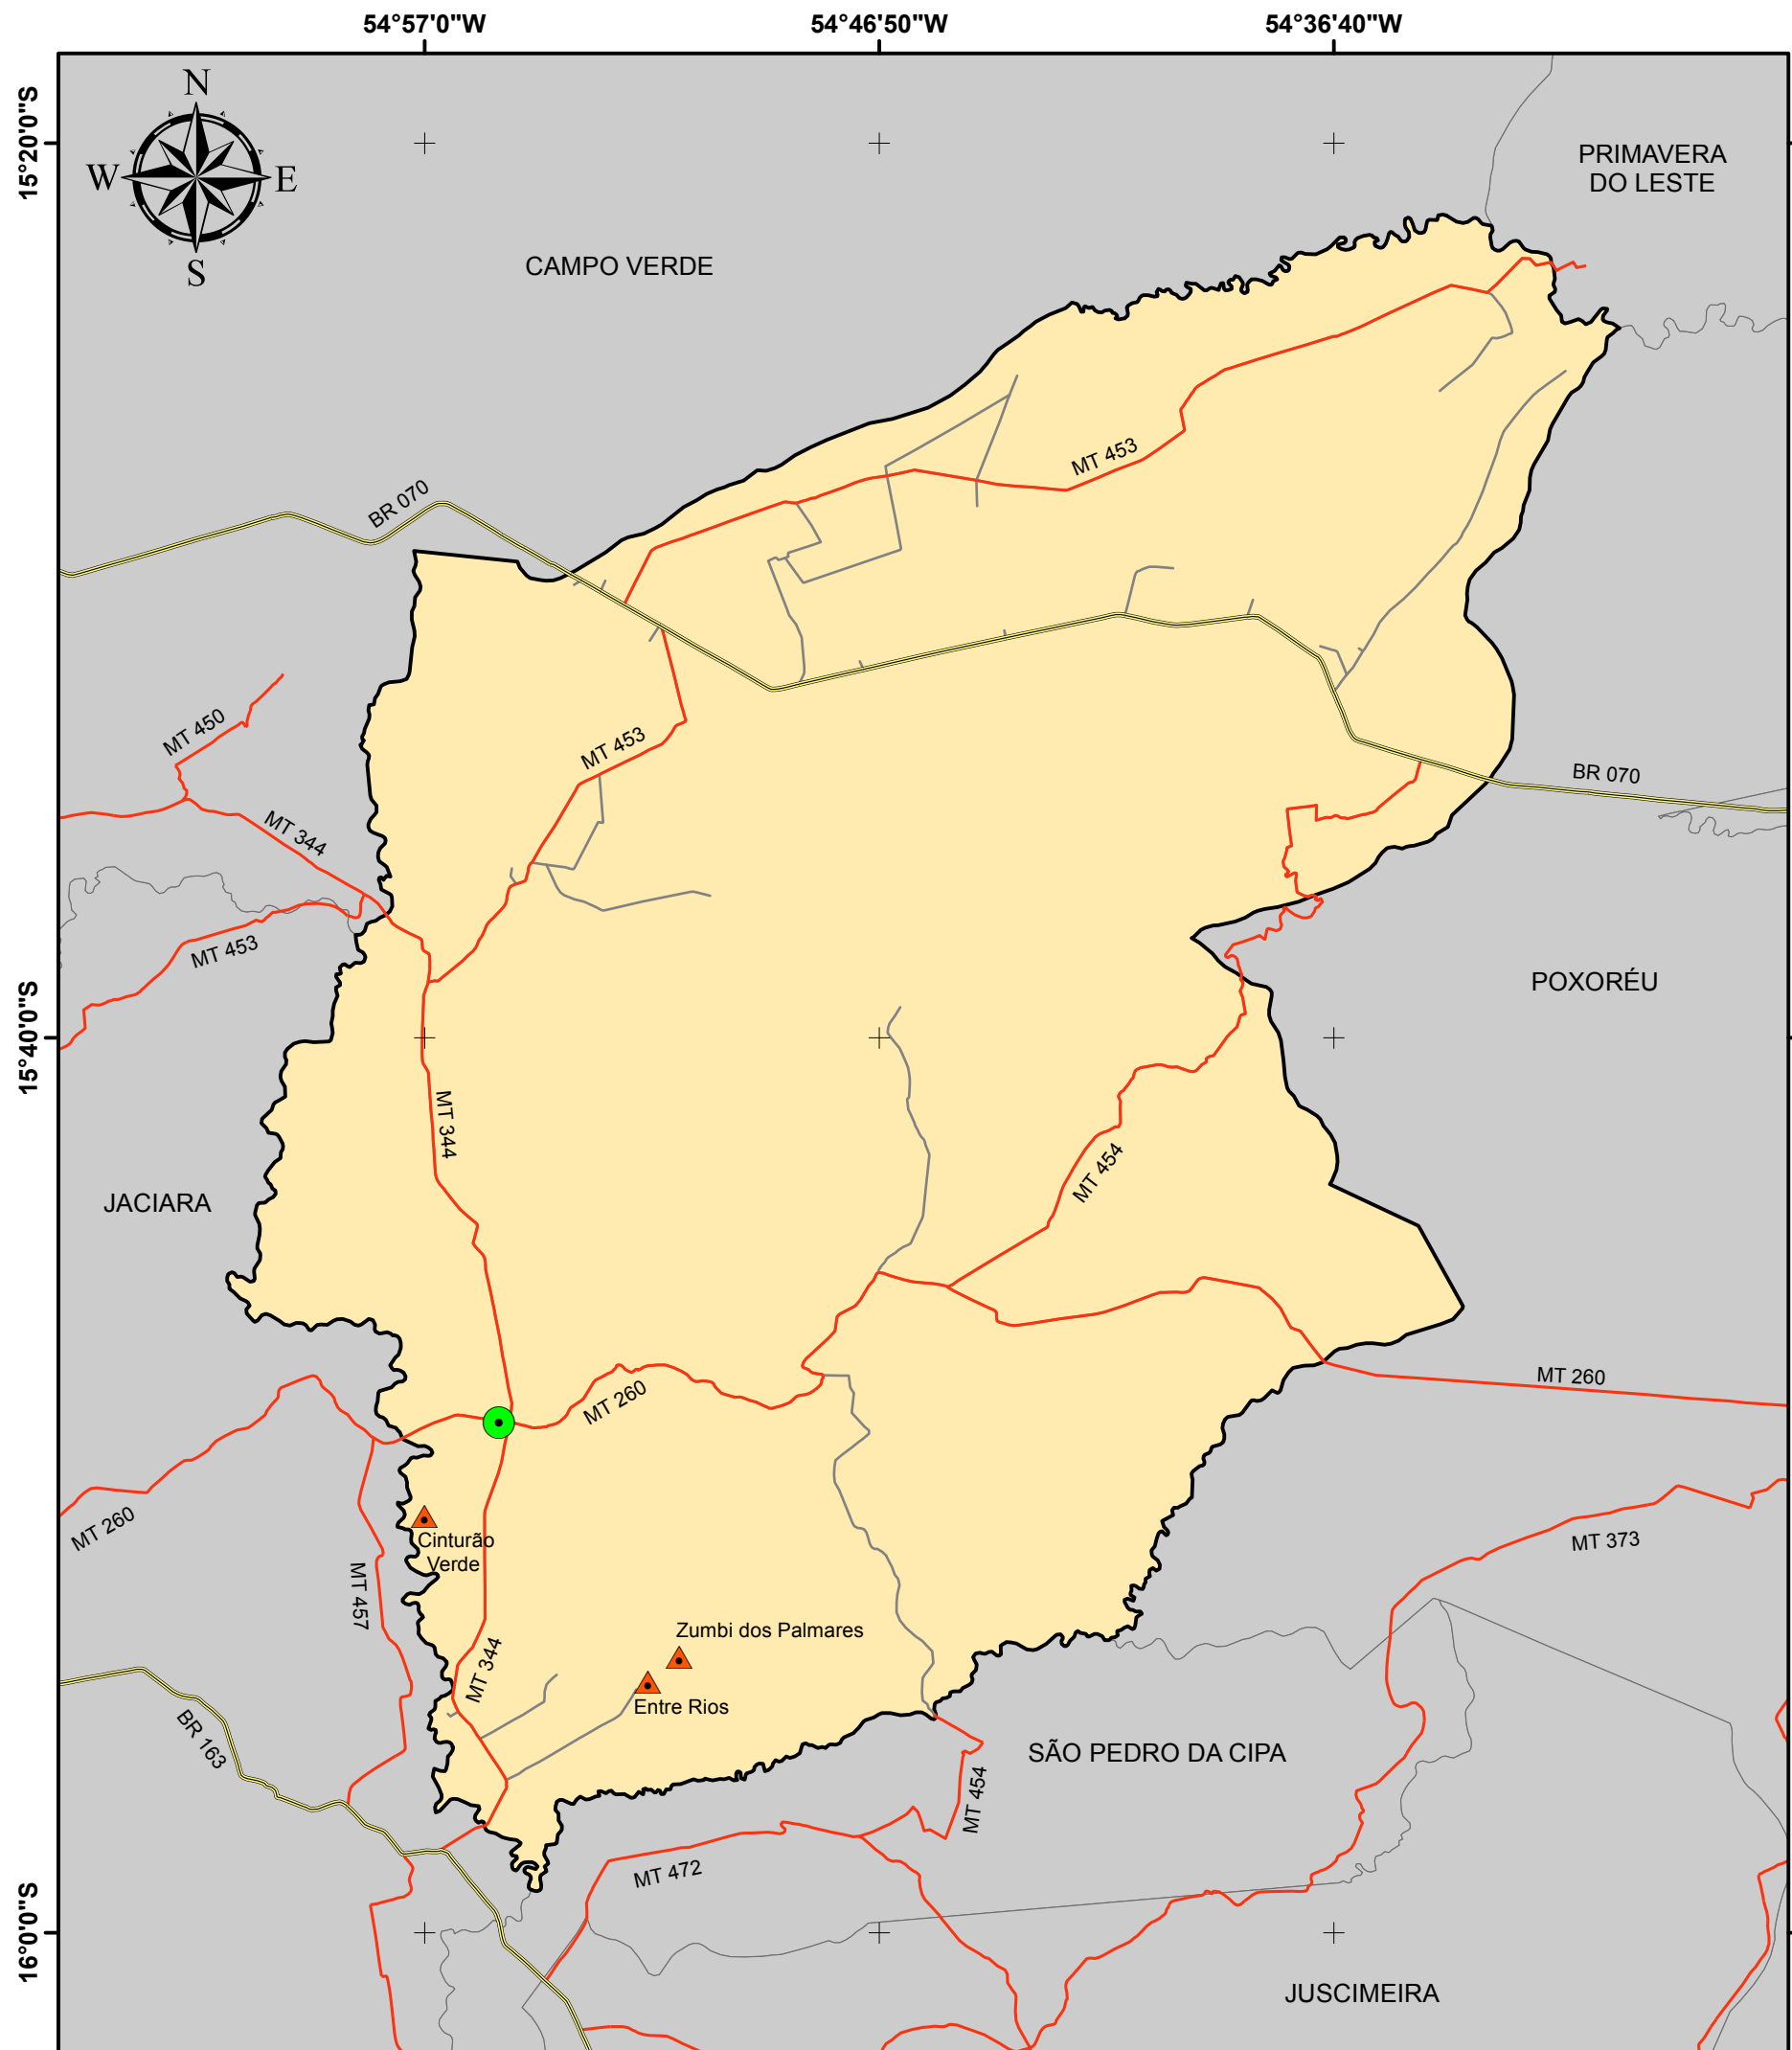 54°57'0"W
54°46'50"W
54°36'40"W
15°20'0"S
N
W
E
S
PRIMAVERA
DO LESTE
CAMPO VERDE
MT 453
BR 070
MT 450
MT 453
BR 070
MT 344
MT 453
POXORÉU
15°40'0"S
MT 344
MT 454
JACIARA
MT 260
MT 260
MT 260
Cinturão
Verde
MT 373
MT 457
Zumbi dos Palmares
MT 344
Entre Rios
BR 163
SÃO PEDRO DA CIPA
MT 454
MT 472
16°0'0"S
JUSCIMEIRA